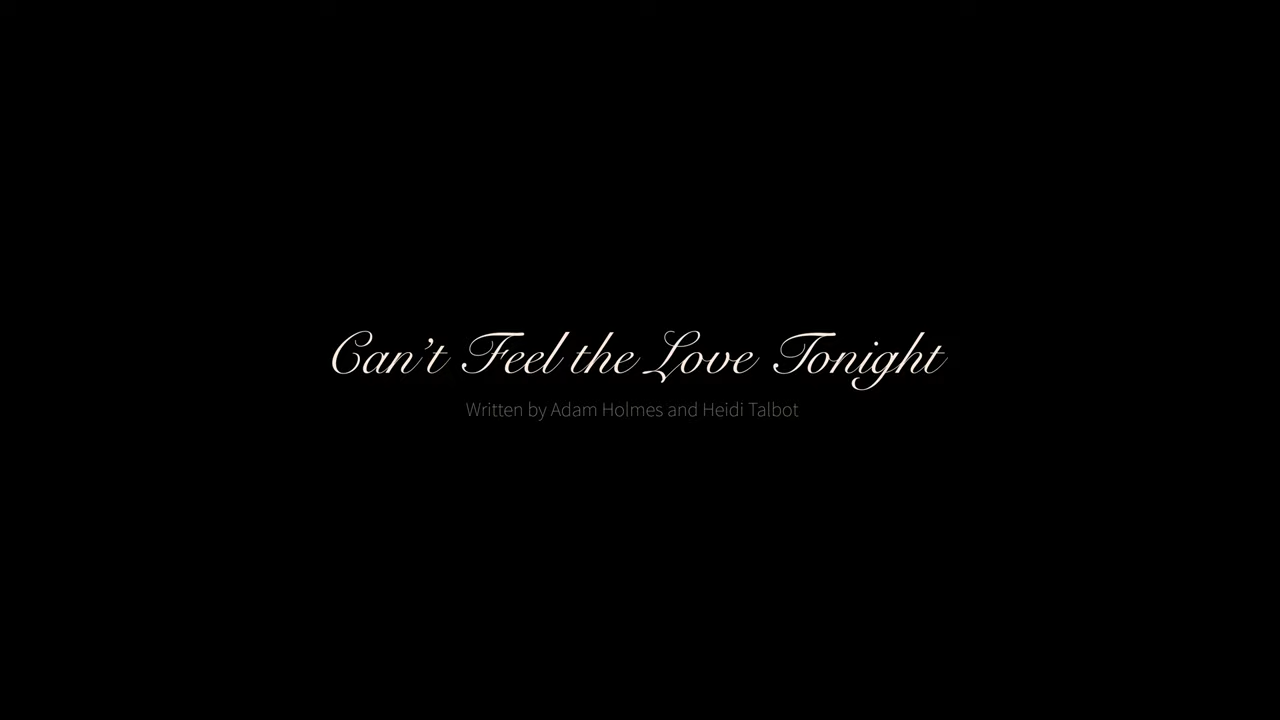 Can't Feel the Love Tonight
Written by Adam Holmes and Heidi Talbot